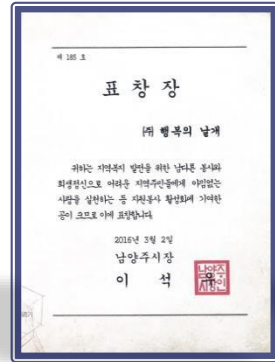 제 185 호
표 창 장
㈜ 행복의 날개
귀하는 지역복지 발전을 위한 남다른 봉사와
희생정신으로 어려운 지역주민들에게 아낌없는
사랑을 실천하는 등 자원봉사 활성화에 기여한
공이 크므로 이에 표창합니다.
2016년 3월 2일
남양주시장
이 석 우